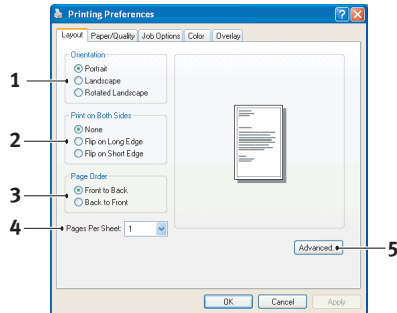 Printing Preferences
Layout Paper/Quality Job Options Color Overlay
Orientation
1
Portrait
Landscape
Rotated Landscape
Print on Both Sides
2
None
Flip on Long Edge
Flip on Short Edge
Page Order
3
Front to Back
Back to Front
4
Pages Per Sheet: 1
Advanced... 5
OK Cancel Apply